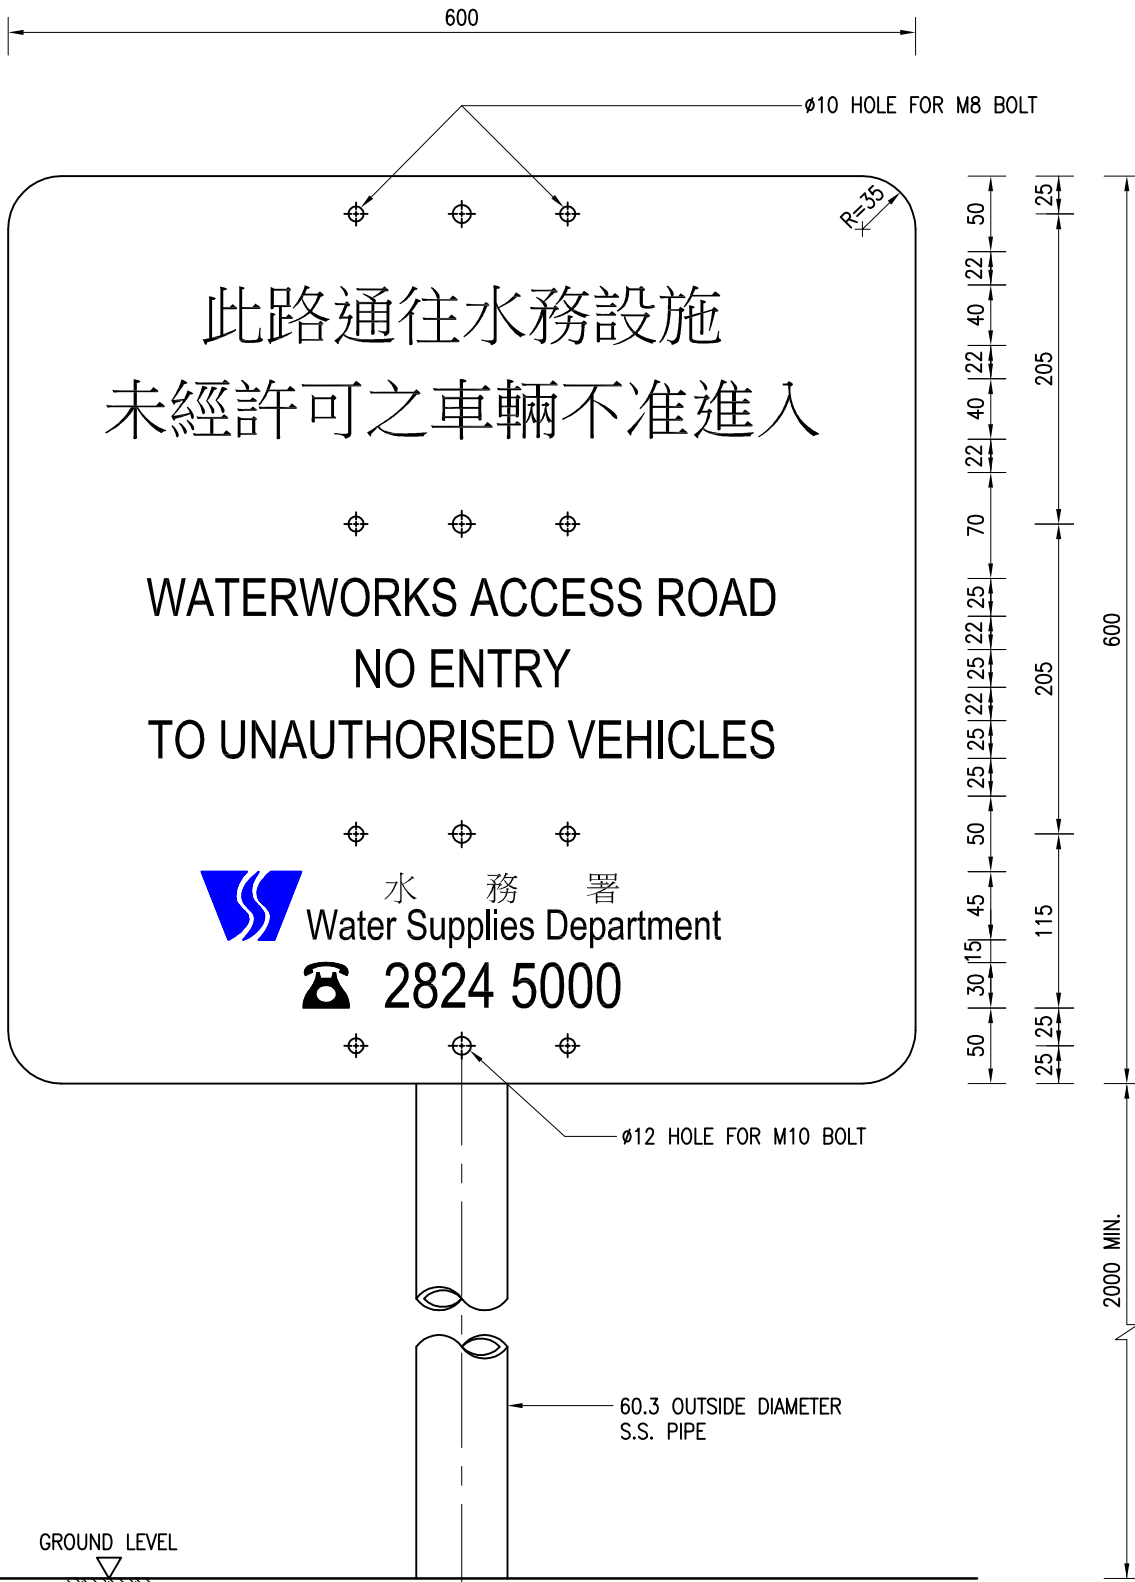 600
ø10 HOLE FOR M8 BOLT
R=35
此路通往水務設施
未經許可之車輛不准進入
WATERWORKS ACCESS ROAD
NO ENTRY
TO UNAUTHORISED VEHICLES
水 務 署
Water Supplies Department
2824 5000
50
22
40
22
40
22
70
25
22
25
22
25
25
50
45
15
30
50
25
205
205
115
25
25
600
2000 MIN.
ø12 HOLE FOR M10 BOLT
60.3 OUTSIDE DIAMETER
S.S. PIPE
GROUND LEVEL